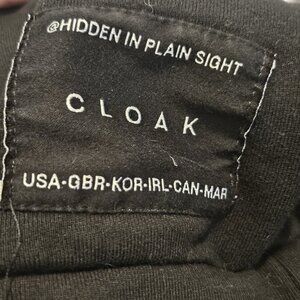 @HIDDEN IN PLAIN SIGHT
CLOAK
USA-GBR-KOR-IRL-CAN-MAR